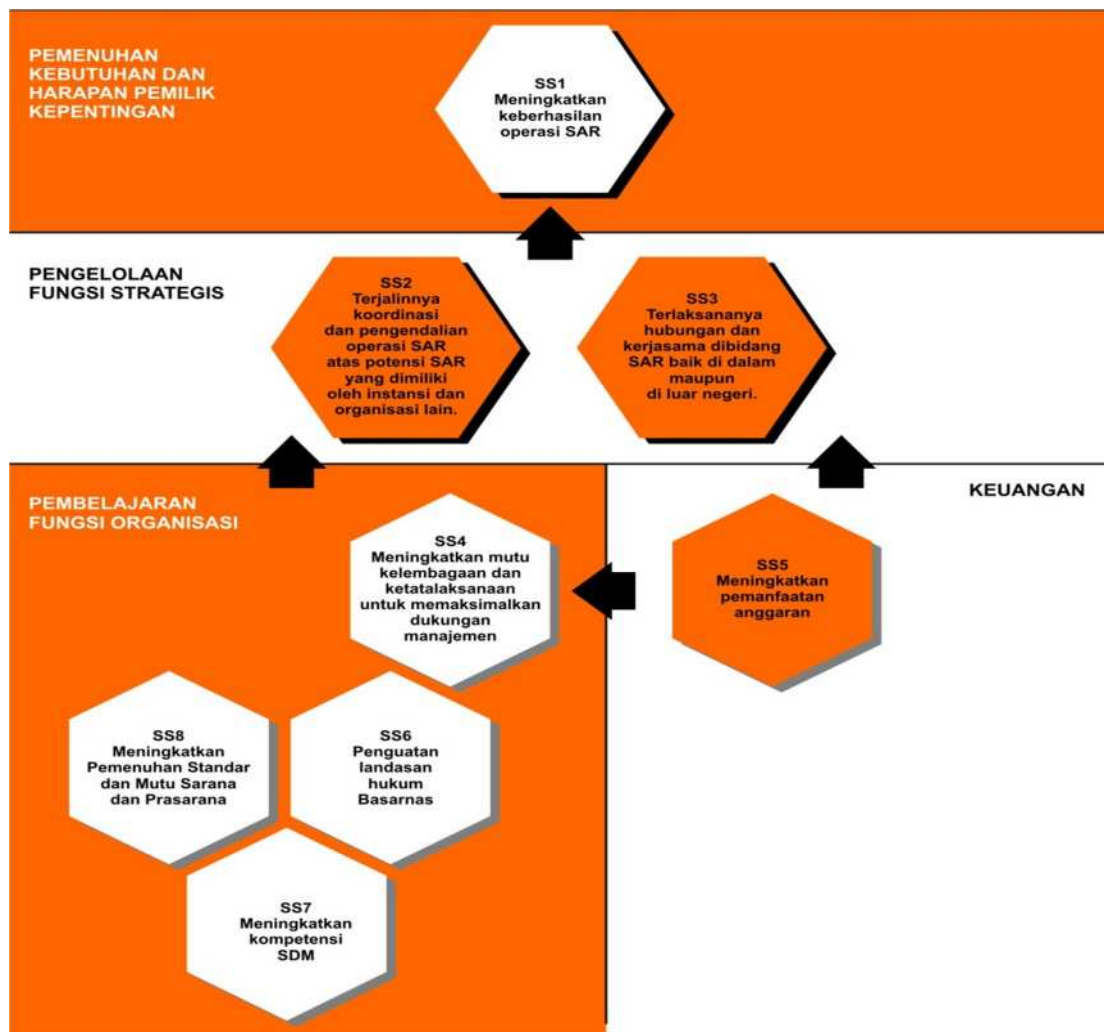 PEMENUHAN
KEBUTUHAN DAN
HARAPAN PEMILIK
KEPENTINGAN
SS1
Meningkatkan
keberhasilan
operasi SAR
PENGELOLAAN
FUNGSI STRATEGIS
SS2
Terjalinnya
koordinasi
dan pengendalian
operasi SAR
atas potensi SAR
yang dimiliki
oleh instansi dan
organisasi lain.
SS3
Terlaksananya
hubungan dan
kerjasama dibidang
SAR baik di dalam
maupun
di luar negeri.
PEMBELAJARAN
FUNGSI ORGANISASI
SS4
Meningkatkan mutu
kelembagaan dan
ketatalaksanaan
untuk memaksimalkan
dukungan
manajemen
KEUANGAN
SS5
Meningkatkan
pemanfaatan
anggaran
SS8
Meningkatkan
Pemenuhan Standar
dan Mutu Sarana
dan Prasarana
SS6
Penguatan
landasan
hukum
Basarnas
SS7
Meningkatkan
kompetensi
SDM